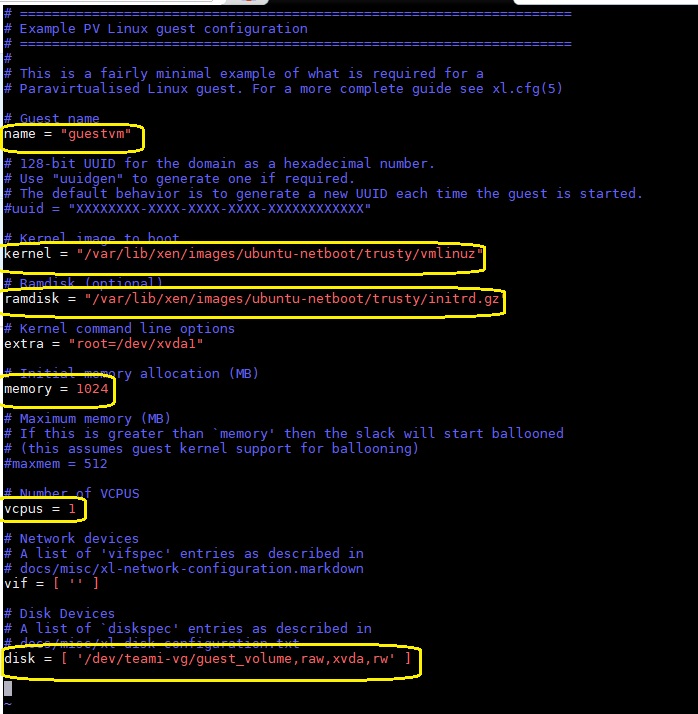 # =====================================================================
# Example PV Linux guest configuration
# =====================================================================
#
# This is a fairly minimal example of what is required for a
# Paravirtualised Linux guest. For a more complete guide see xl.cfg(5)
# Guest name
name = "guestvm"
# 128-bit UUID for the domain as a hexadecimal number.
# Use "uuidgen" to generate one if required.
# The default behavior is to generate a new UUID each time the guest is started.
#uuid = "XXXXXXXX-XXXX-XXXX-XXXX-XXXXXXXXXXXX"
# Kernel image to boot
kernel = "/var/lib/xen/images/ubuntu-netboot/trusty/vmlinuz"
# Ramdisk (optional)
ramdisk = "/var/lib/xen/images/ubuntu-netboot/trusty/initrd.gz
# Kernel command line options
extra = "root=/dev/xvda1"
# Initial memory allocation (MB)
memory = 1024
# Maximum memory (MB)
# If this is greater than `memory' then the slack will start ballooned
# (this assumes guest kernel support for ballooning)
#maxmem = 512
# Number of VCPUS
vcpus = 1
# Network devices
# A list of 'vifspec' entries as described in
# docs/misc/xl-network-configuration.markdown
vif = [ '' ]
# Disk Devices
# A list of `diskspec' entries as described in
# docs/misc/xl-disk-configuration.txt
disk = [ '/dev/teami-vg/guest_volume,raw,xvda,rw' ]
~